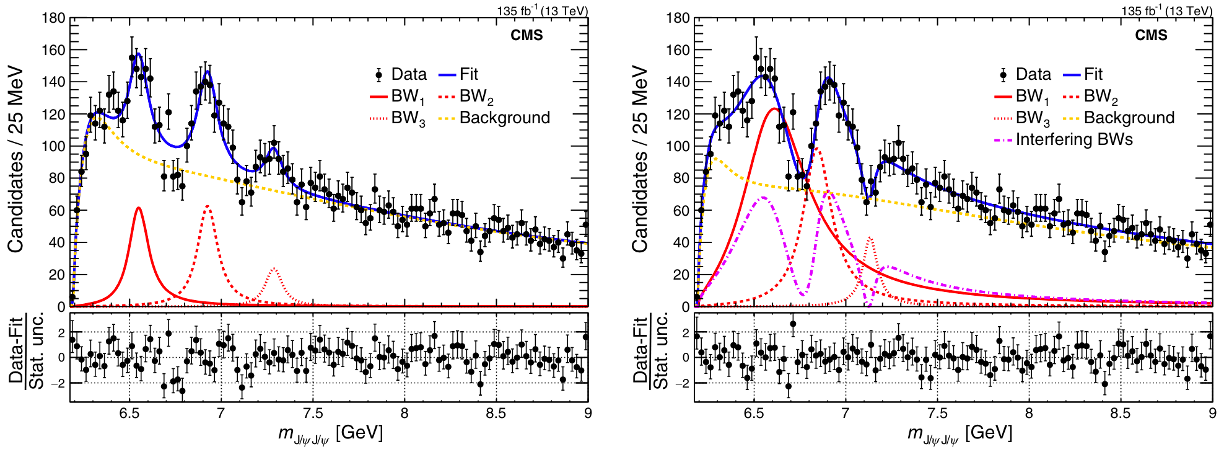 135 fb⁻¹ (13 TeV)
CMS
Candidates / 25 MeV
180
160
140
120
100
80
60
40
20
0
Data
Fit
BW₁
BW₂
BW₃
Background
Data-Fit
Stat. unc.
2
0
−2
6.5
7
7.5
8
8.5
9
m_J/ψJ/ψ [GeV]
135 fb⁻¹ (13 TeV)
CMS
Candidates / 25 MeV
180
160
140
120
100
80
60
40
20
0
Data
Fit
BW₁
BW₂
BW₃
Background
Interfering BWs
Data-Fit
Stat. unc.
2
0
−2
6.5
7
7.5
8
8.5
9
m_J/ψJ/ψ [GeV]